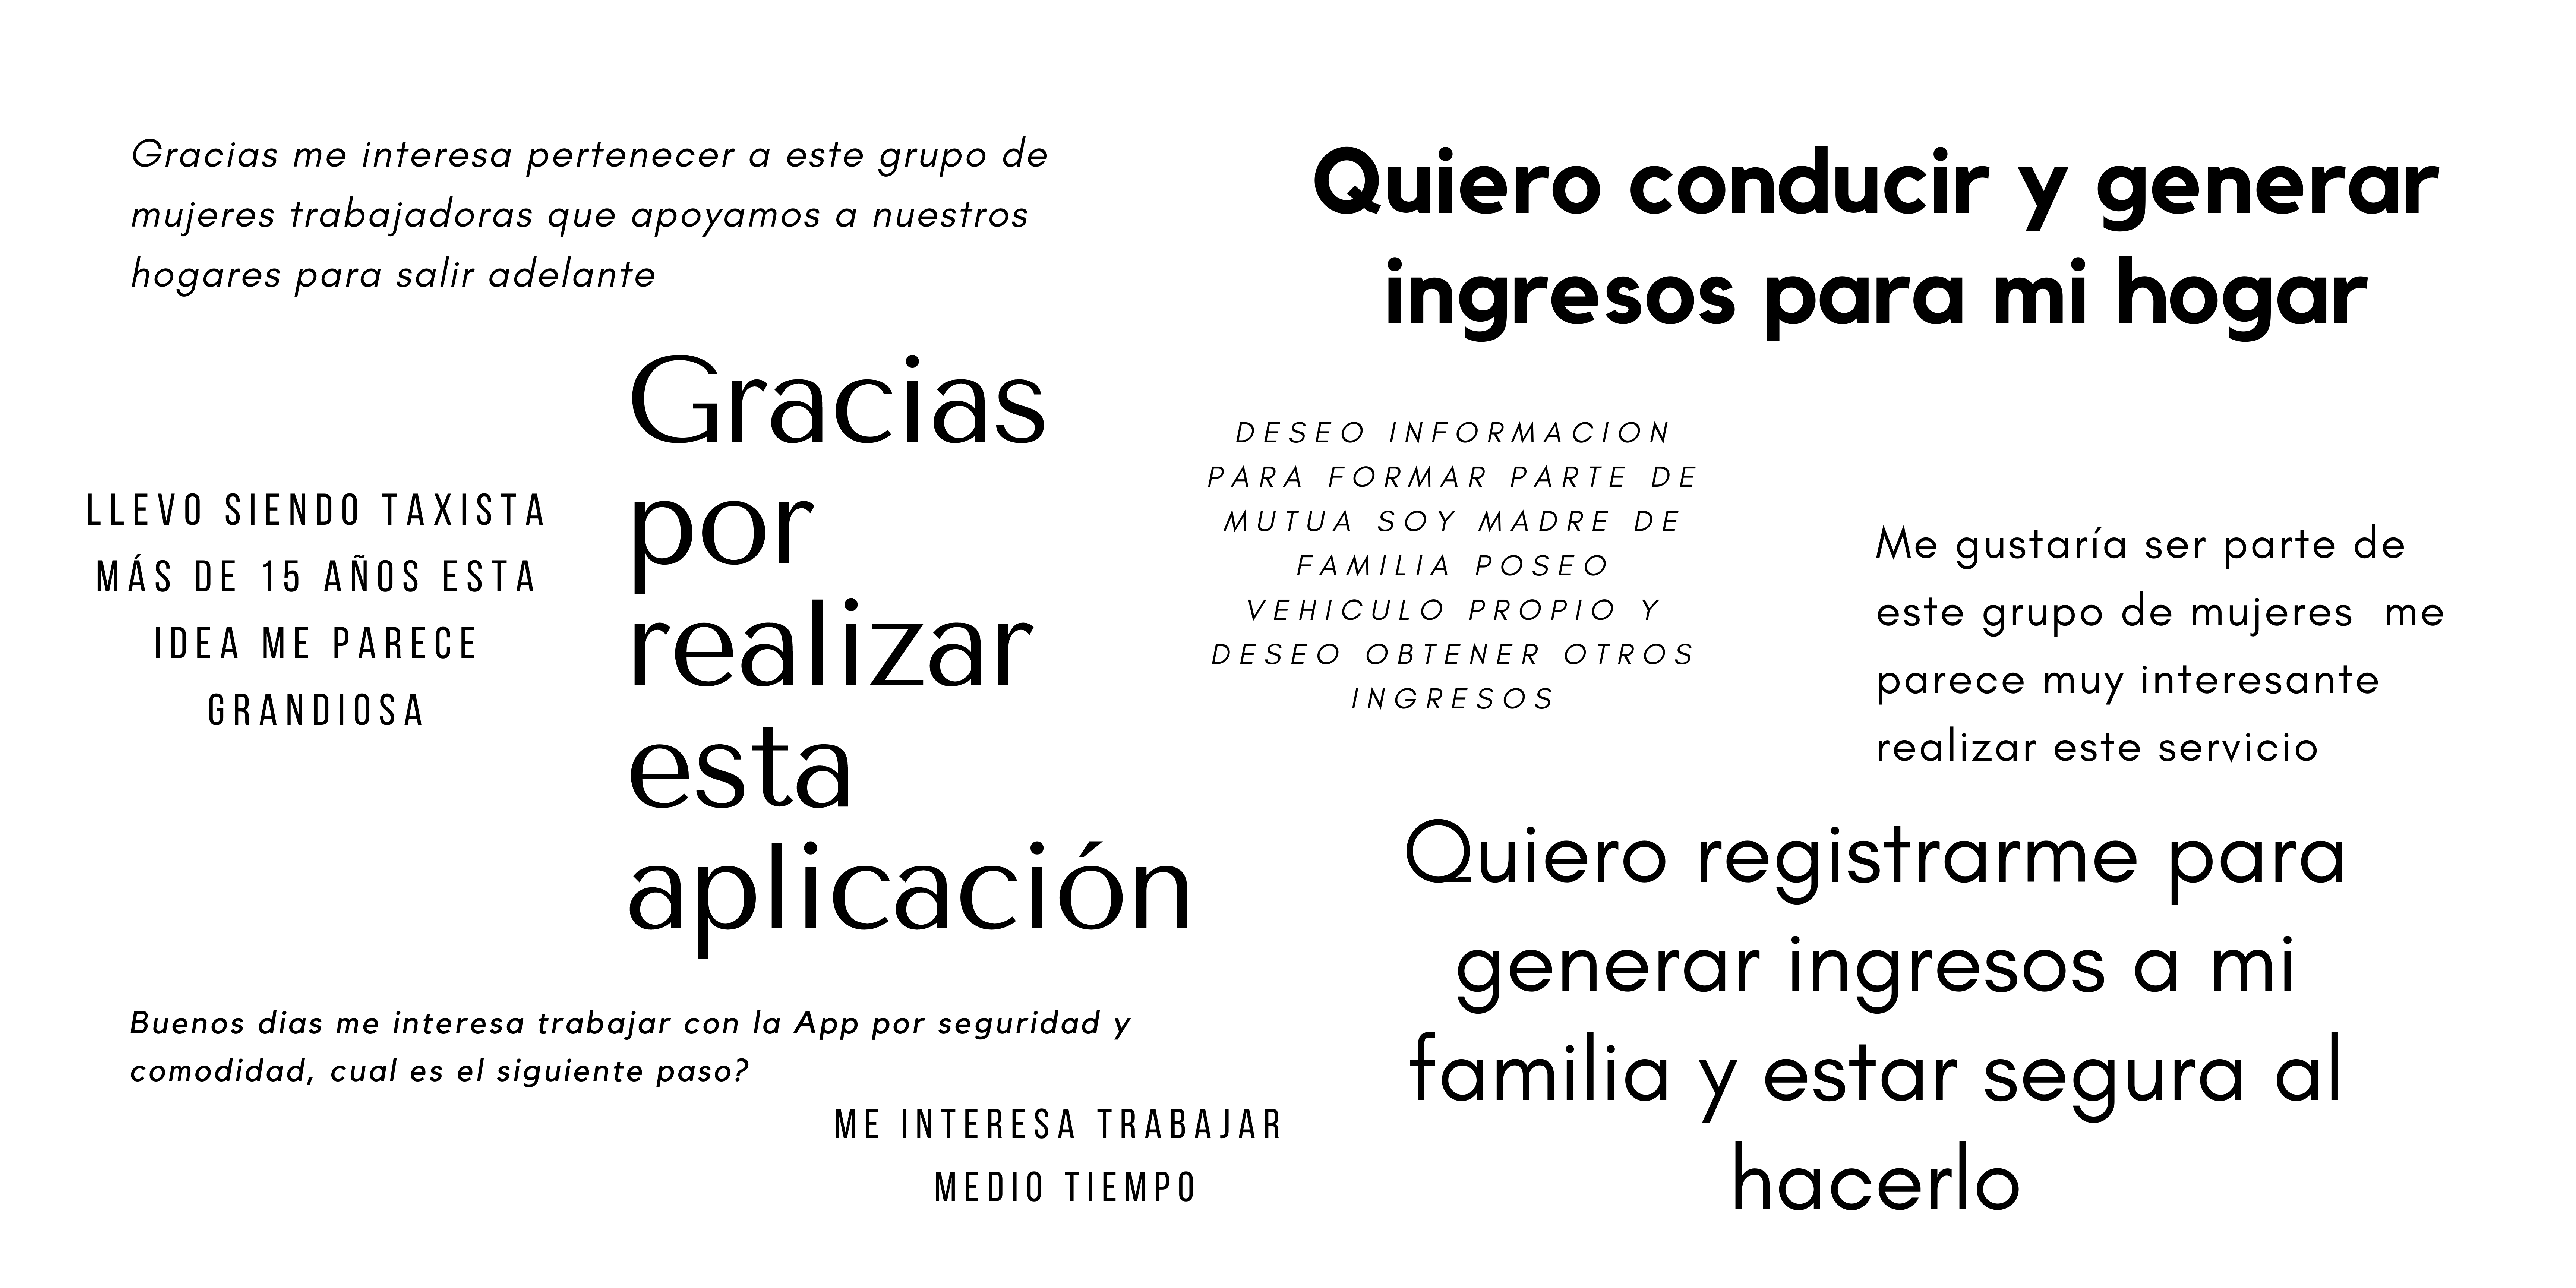 Gracias me interesa pertenecer a este grupo de
mujeres trabajadoras que apoyamos a nuestros
hogares para salir adelante
Quiero conducir y generar
ingresos para mi hogar
LLEVO SIENDO TAXISTA
MÁS DE 15 AÑOS ESTA
IDEA ME PARECE
GRANDIOSA
Gracias
por
realizar
esta
aplicación
DESEO INFORMACION
PARA FORMAR PARTE DE
MUTUA SOY MADRE DE
FAMILIA POSEO
VEHICULO PROPIO Y
DESEO OBTENER OTROS
INGRESOS
Me gustaría ser parte de
este grupo de mujeres  me
parece muy interesante
realizar este servicio
Buenos dias me interesa trabajar con la App por seguridad y
comodidad, cual es el siguiente paso?
ME INTERESA TRABAJAR
MEDIO TIEMPO
Quiero registrarme para
generar ingresos a mi
familia y estar segura al
hacerlo